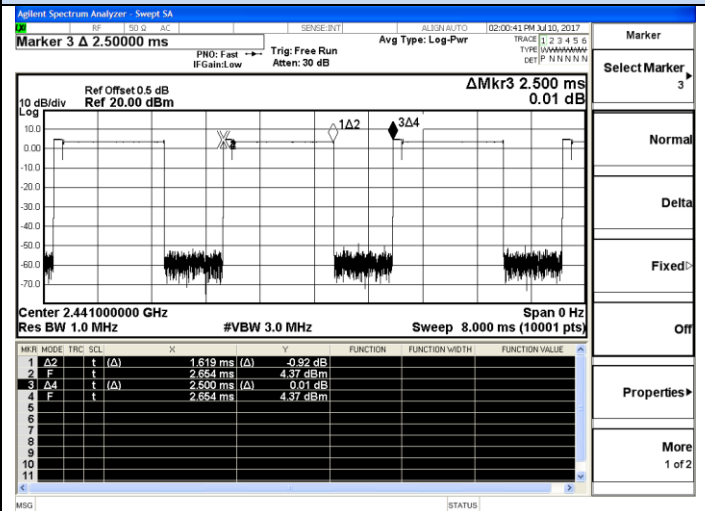 Agilent Spectrum Analyzer - Swept SA
RF 50 Ω AC SENSE:INT ALIGN AUTO 02:00:41 PM Jul 10, 2017
Marker 3 Δ 2.50000 ms
PNO: Fast
IFGain:Low
Trig: Free Run
Atten: 30 dB
Avg Type: Log-Pwr
TRACE 1 2 3 4 5 6
TYPE WWWWWW
DET P N N N N N
Ref Offset 0.5 dB
10 dB/div Ref 20.00 dBm
Log
ΔMkr3 2.500 ms
0.01 dB
10.0
0.00
-10.0
-20.0
-30.0
-40.0
-50.0
-60.0
-70.0
1Δ2
3Δ4
Center 2.441000000 GHz Span 0 Hz
Res BW 1.0 MHz #VBW 3.0 MHz Sweep 8.000 ms (10001 pts)
MKR MODE TRC SCL X Y FUNCTION FUNCTION WIDTH FUNCTION VALUE
1 Δ2 t (Δ) 1.619 ms (Δ) -0.92 dB
2 F t 2.654 ms 4.37 dBm
3 Δ4 t (Δ) 2.500 ms (Δ) 0.01 dB
4 F t 2.654 ms 4.37 dBm
5
6
7
8
9
10
11
MSG STATUS
Marker
Select Marker
3
Normal
Delta
Fixed
Off
Properties
More
1 of 2